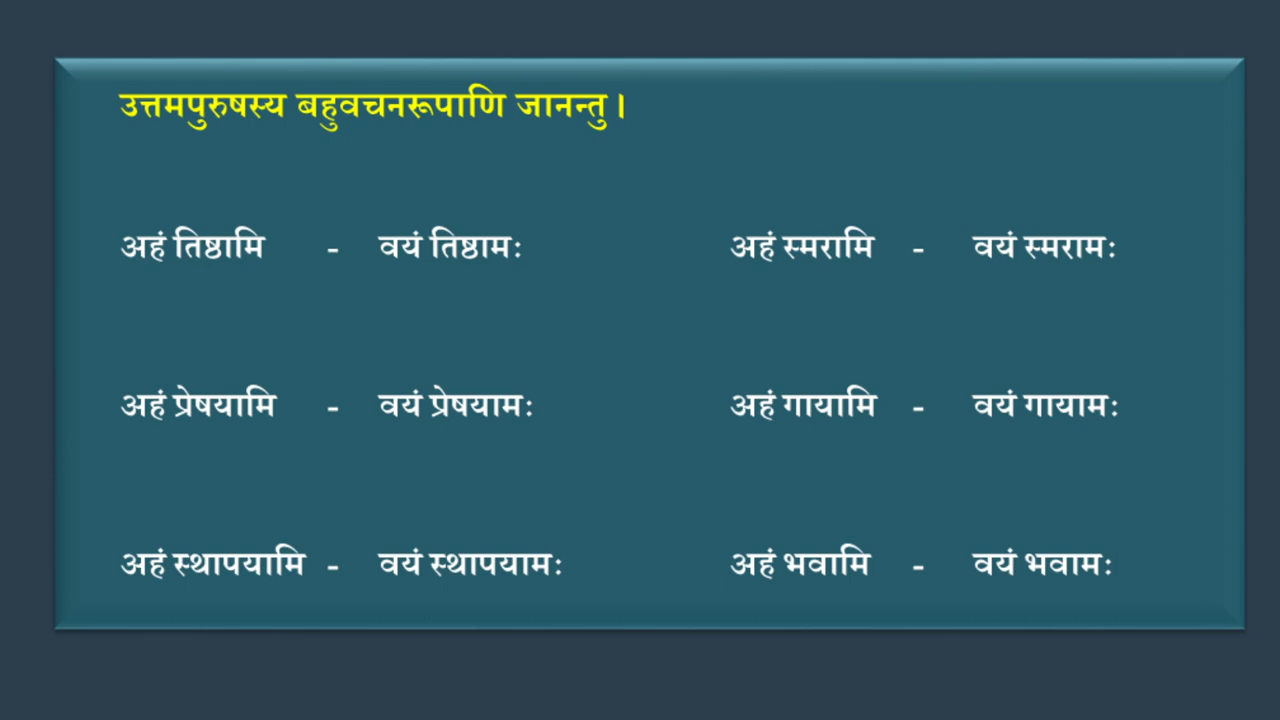 उत्तमपुरुषस्य बहुवचनरूपाणि जानन्तु ।
अहं तिष्ठामि - वयं तिष्ठामः अहं स्मरामि - वयं स्मरामः
अहं प्रेषयामि - वयं प्रेषयामः अहं गायामि - वयं गायामः
अहं स्थापयामि - वयं स्थापयामः अहं भवामि - वयं भवामः